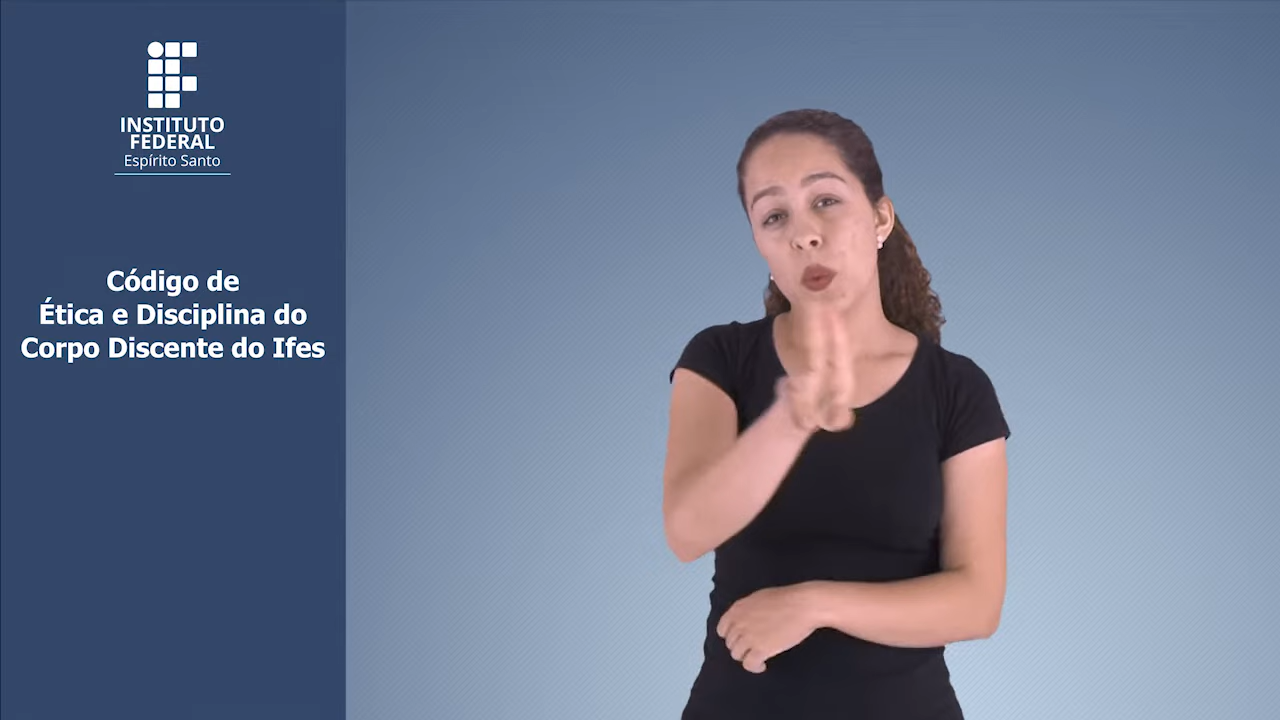 INSTITUTO
FEDERAL
Espírito Santo
Código de
Ética e Disciplina do
Corpo Discente do Ifes